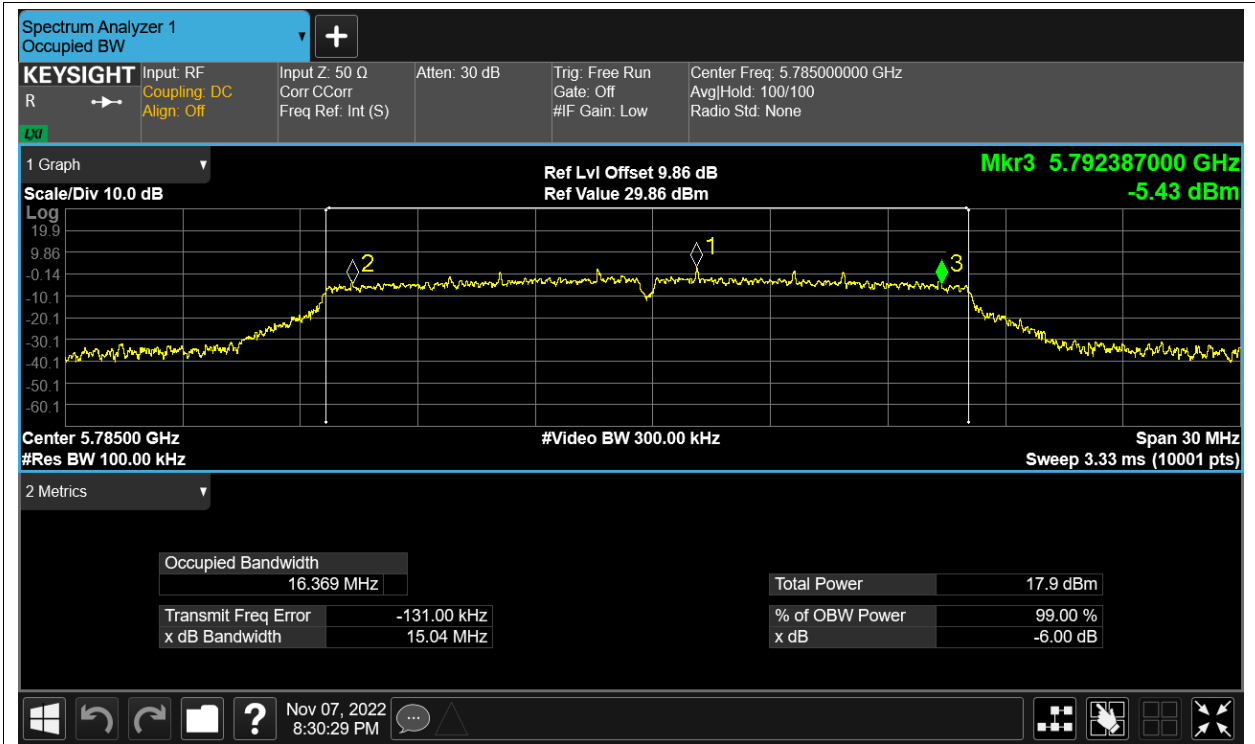 Spectrum Analyzer 1
Occupied BW
KEYSIGHT
R
LXI
Input: RF
Coupling: DC
Align: Off
Input Z: 50 Ω
Corr CCorr
Freq Ref: Int (S)
Atten: 30 dB
Trig: Free Run
Gate: Off
#IF Gain: Low
Center Freq: 5.785000000 GHz
Avg|Hold: 100/100
Radio Std: None
1 Graph
Scale/Div 10.0 dB
Ref Lvl Offset 9.86 dB
Ref Value 29.86 dBm
Mkr3 5.792387000 GHz
-5.43 dBm
Log
19.9
9.86
-0.14
-10.1
-20.1
-30.1
-40.1
-50.1
-60.1
2
1
3
Center 5.78500 GHz
#Res BW 100.00 kHz
#Video BW 300.00 kHz
Span 30 MHz
Sweep 3.33 ms (10001 pts)
2 Metrics
Occupied Bandwidth
16.369 MHz
Transmit Freq Error -131.00 kHz
x dB Bandwidth 15.04 MHz
Total Power 17.9 dBm
% of OBW Power 99.00 %
x dB -6.00 dB
?
Nov 07, 2022
8:30:29 PM